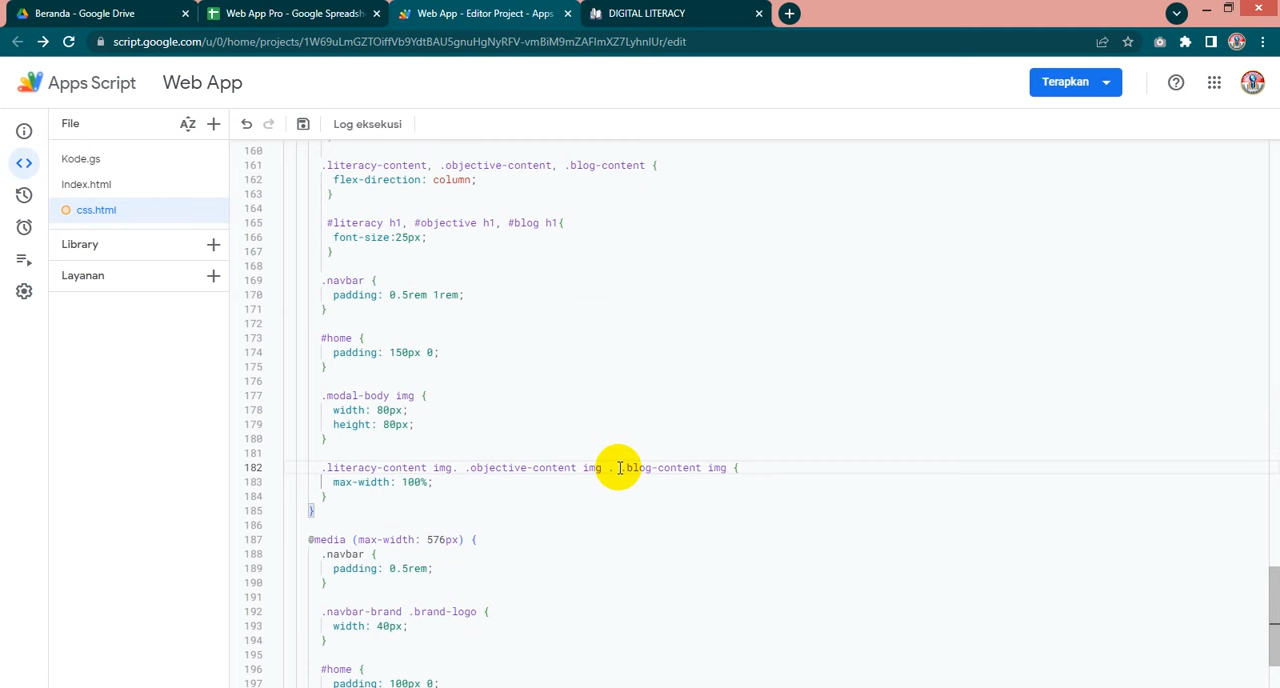 Beranda - Google Drive
Web App Pro - Google Spreadsh
Web App - Editor Project - Apps
DIGITAL LITERACY
script.google.com/u/0/home/projects/1W69uLmGZTOiffVb9YdtBAU5gnuHgNyRFV-vmBiM9mZAFImXZ7LyhnIUr/edit
Apps Script
Web App
Terapkan
File
Log eksekusi
Kode.gs
Index.html
css.html
Library
Layanan
160
161 .literacy-content, .objective-content, .blog-content {
162 flex-direction: column;
163 }
164
165 #literacy h1, #objective h1, #blog h1{
166 font-size:25px;
167 }
168
169 .navbar {
170 padding: 0.5rem 1rem;
171 }
172
173 #home {
174 padding: 150px 0;
175 }
176
177 .modal-body img {
178 width: 80px;
179 height: 80px;
180 }
181
182 .literacy-content img. .objective-content img . .blog-content img {
183 max-width: 100%;
184 }
185 }
186
187 @media (max-width: 576px) {
188 .navbar {
189 padding: 0.5rem;
190 }
191
192 .navbar-brand .brand-logo {
193 width: 40px;
194 }
195
196 #home {
197 padding: 100px 0;